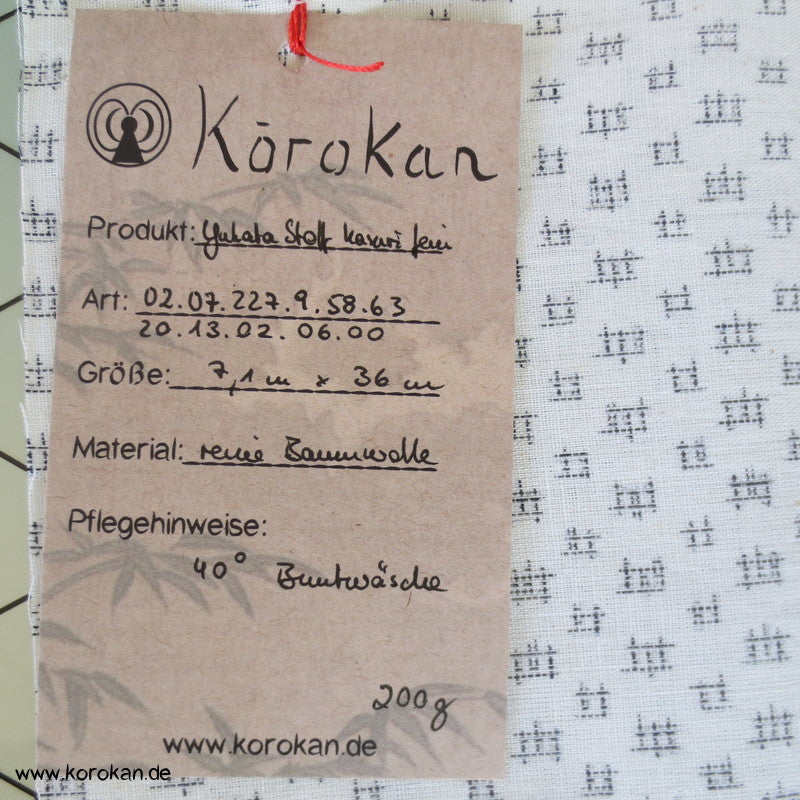 Kōrokan
Produkt: Yukata Stoff Kasuri fein
Art: 02.07.227.9.58.63
20.13.02.06.00
Größe: 7,1 m x 36 cm
Material: reine Baumwolle
Pflegehinweise:
40° Buntwäsche
200g
www.korokan.de
www.korokan.de